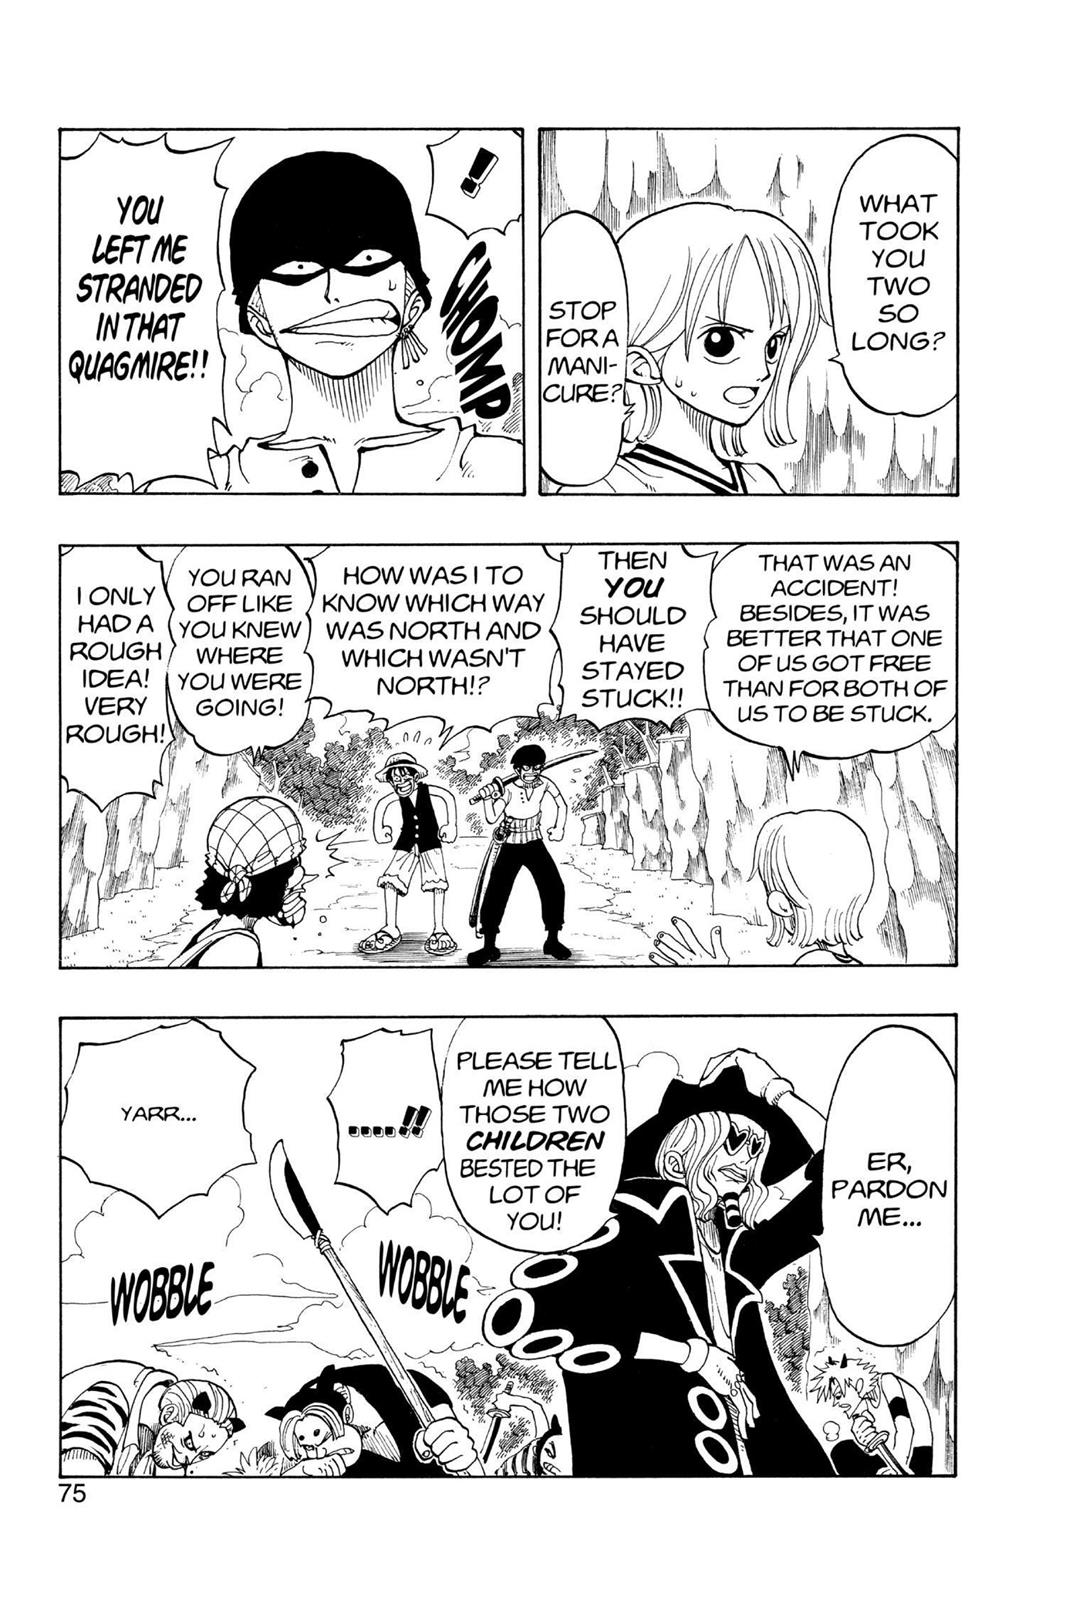 WHAT
TOOK
YOU
TWO
SO
LONG?
STOP
FOR A
MANI-
CURE?
!!
CHOMP
YOU
LEFT ME
STRANDED
IN THAT
QUAGMIRE!!
THAT WAS AN
ACCIDENT!
BESIDES, IT WAS
BETTER THAT ONE
OF US GOT FREE
THAN FOR BOTH OF
US TO BE STUCK.
THEN
YOU
SHOULD
HAVE
STAYED
STUCK!!
HOW WAS I TO
KNOW WHICH WAY
WAS NORTH AND
WHICH WASN'T
NORTH!?
YOU RAN
OFF LIKE
YOU KNEW
WHERE
YOU WERE
GOING!
I ONLY
HAD A
ROUGH
IDEA!
VERY
ROUGH!
ER,
PARDON
ME...
PLEASE TELL
ME HOW
THOSE TWO
CHILDREN
BESTED THE
LOT OF
YOU!
.....!!
YARR...
WOBBLE
WOBBLE
75